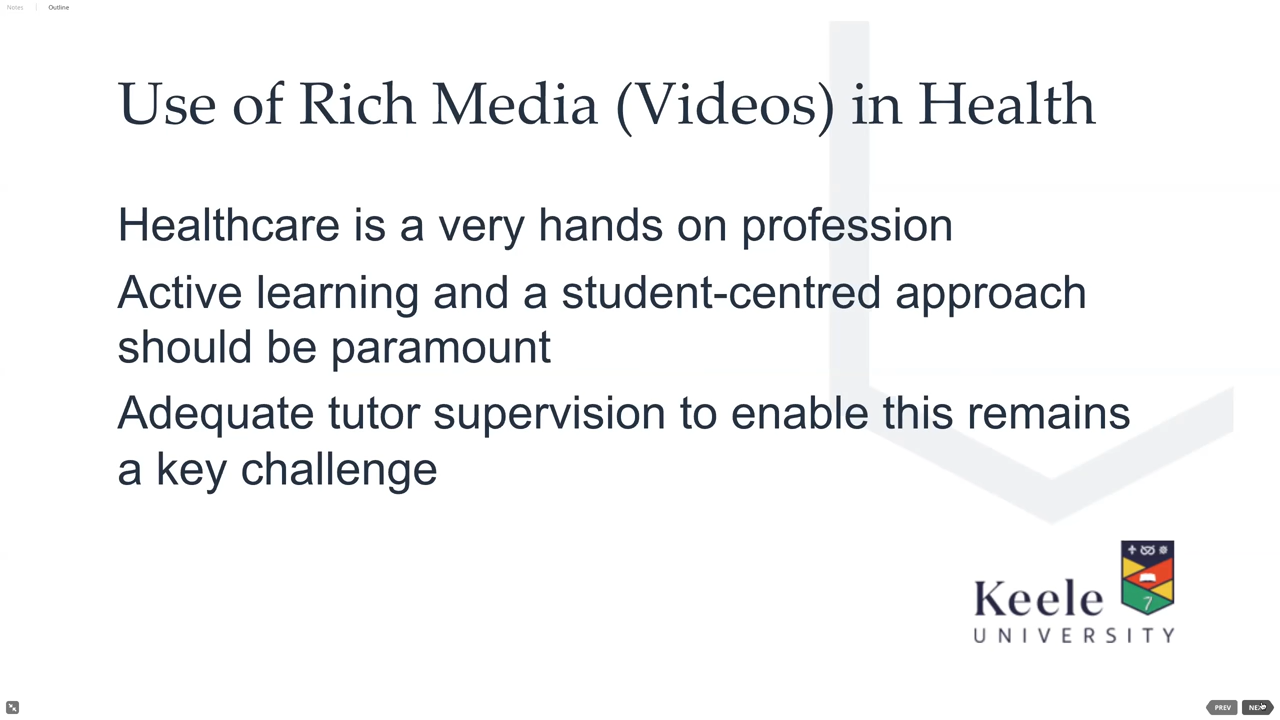 Notes
Outline
Use of Rich Media (Videos) in Health
Healthcare is a very hands on profession
Active learning and a student-centred approach
should be paramount
Adequate tutor supervision to enable this remains
a key challenge
Keele
UNIVERSITY
PREV